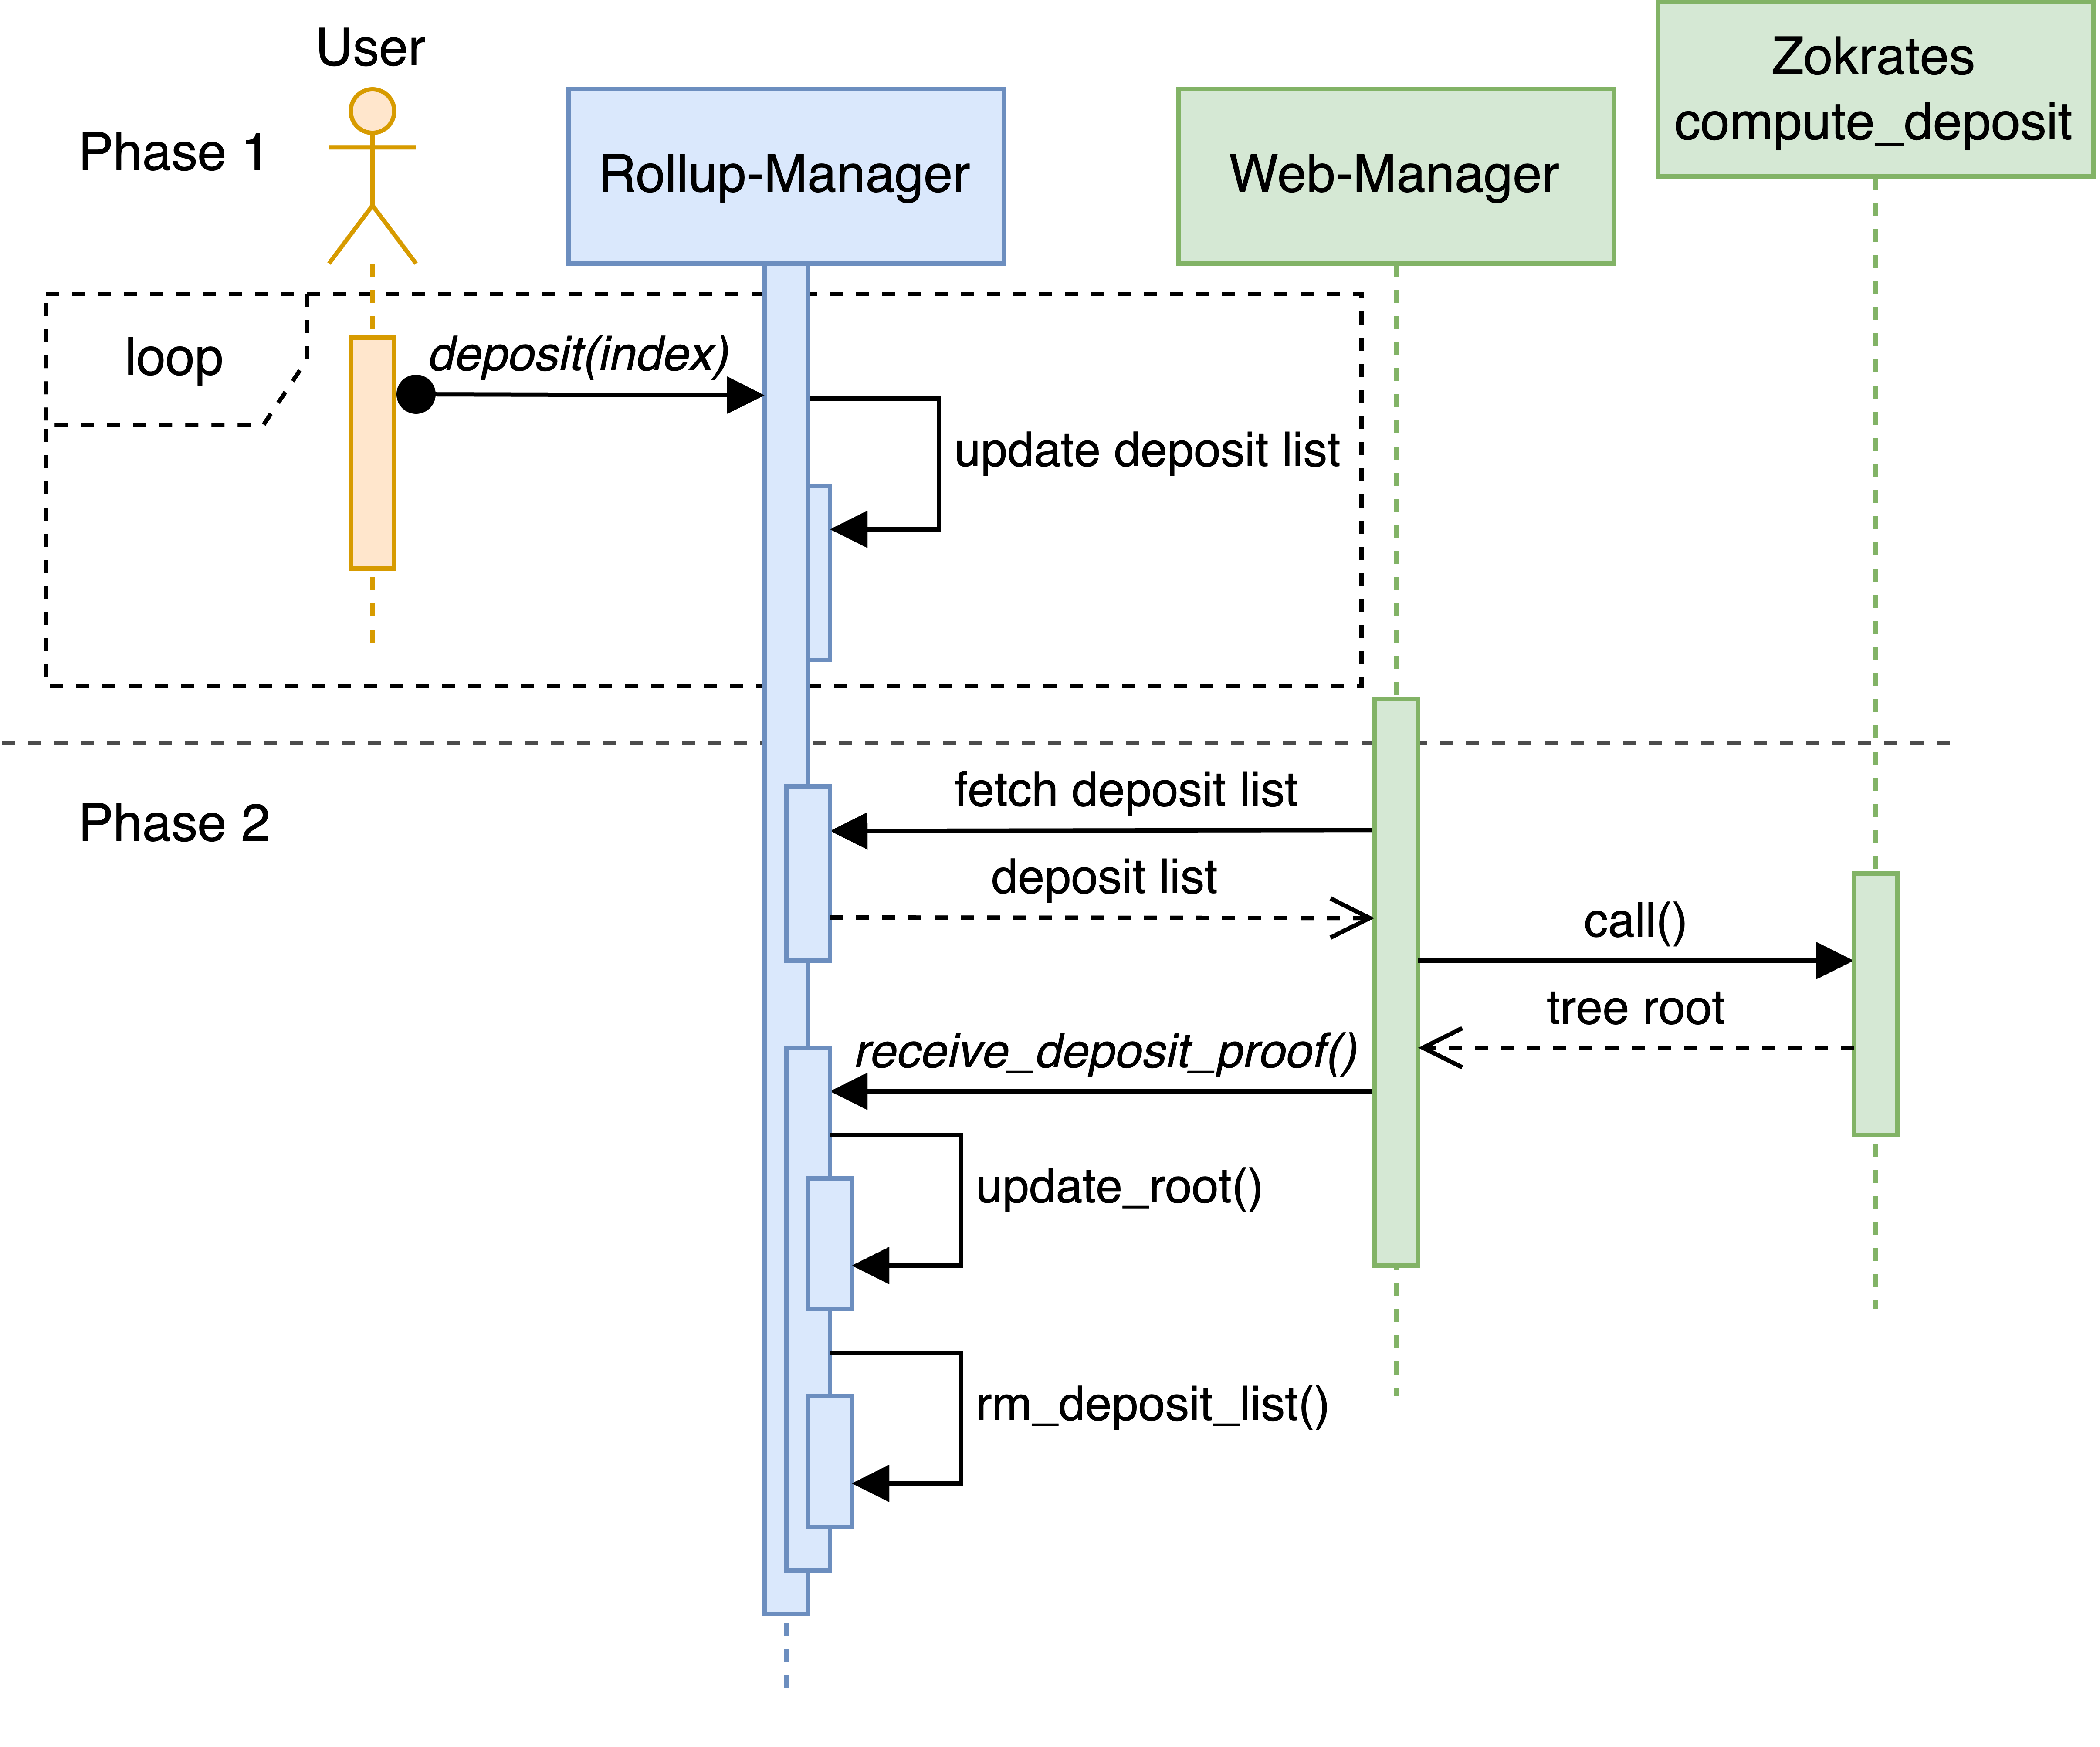 User
Phase 1
Rollup-Manager
Web-Manager
Zokrates
compute_deposit
loop
deposit(index)
update deposit list
Phase 2
fetch deposit list
deposit list
call()
tree root
receive_deposit_proof()
update_root()
rm_deposit_list()